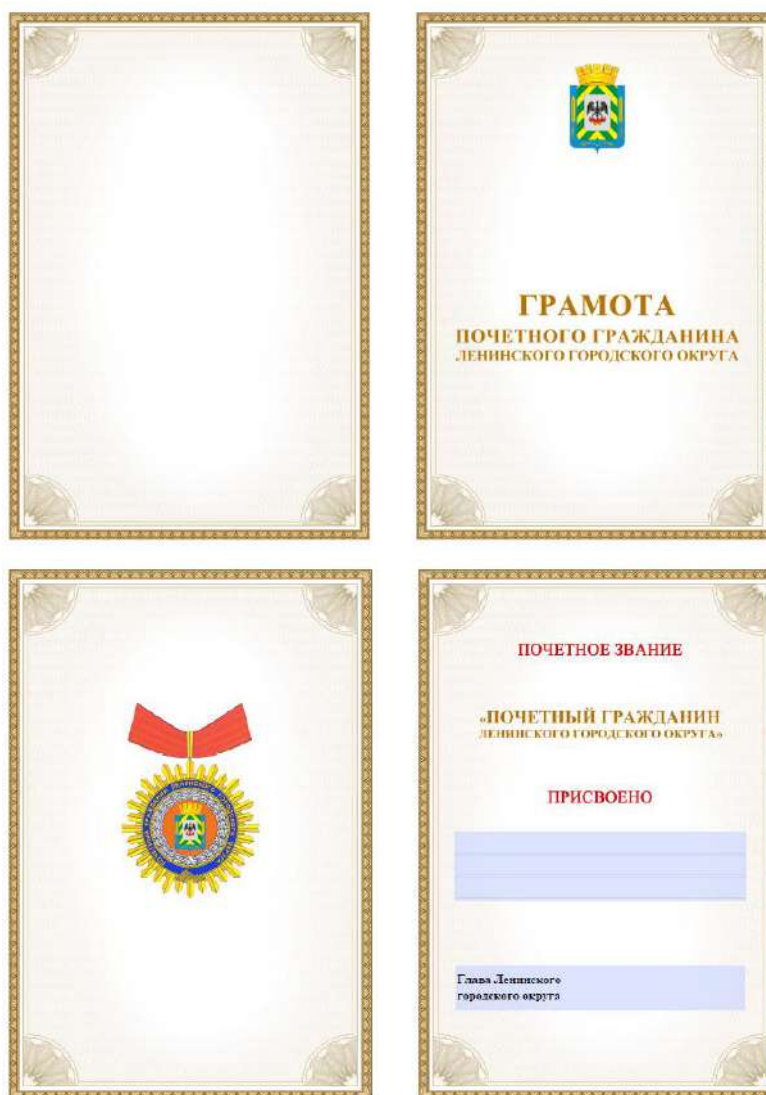 ГРАМОТА
ПОЧЕТНОГО ГРАЖДАНИНА
ЛЕНИНСКОГО ГОРОДСКОГО ОКРУГА
ПОЧЕТНОЕ ЗВАНИЕ
«ПОЧЕТНЫЙ ГРАЖДАНИН
ЛЕНИНСКОГО ГОРОДСКОГО ОКРУГА»
ПРИСВОЕНО
Глава Ленинского
городского округа